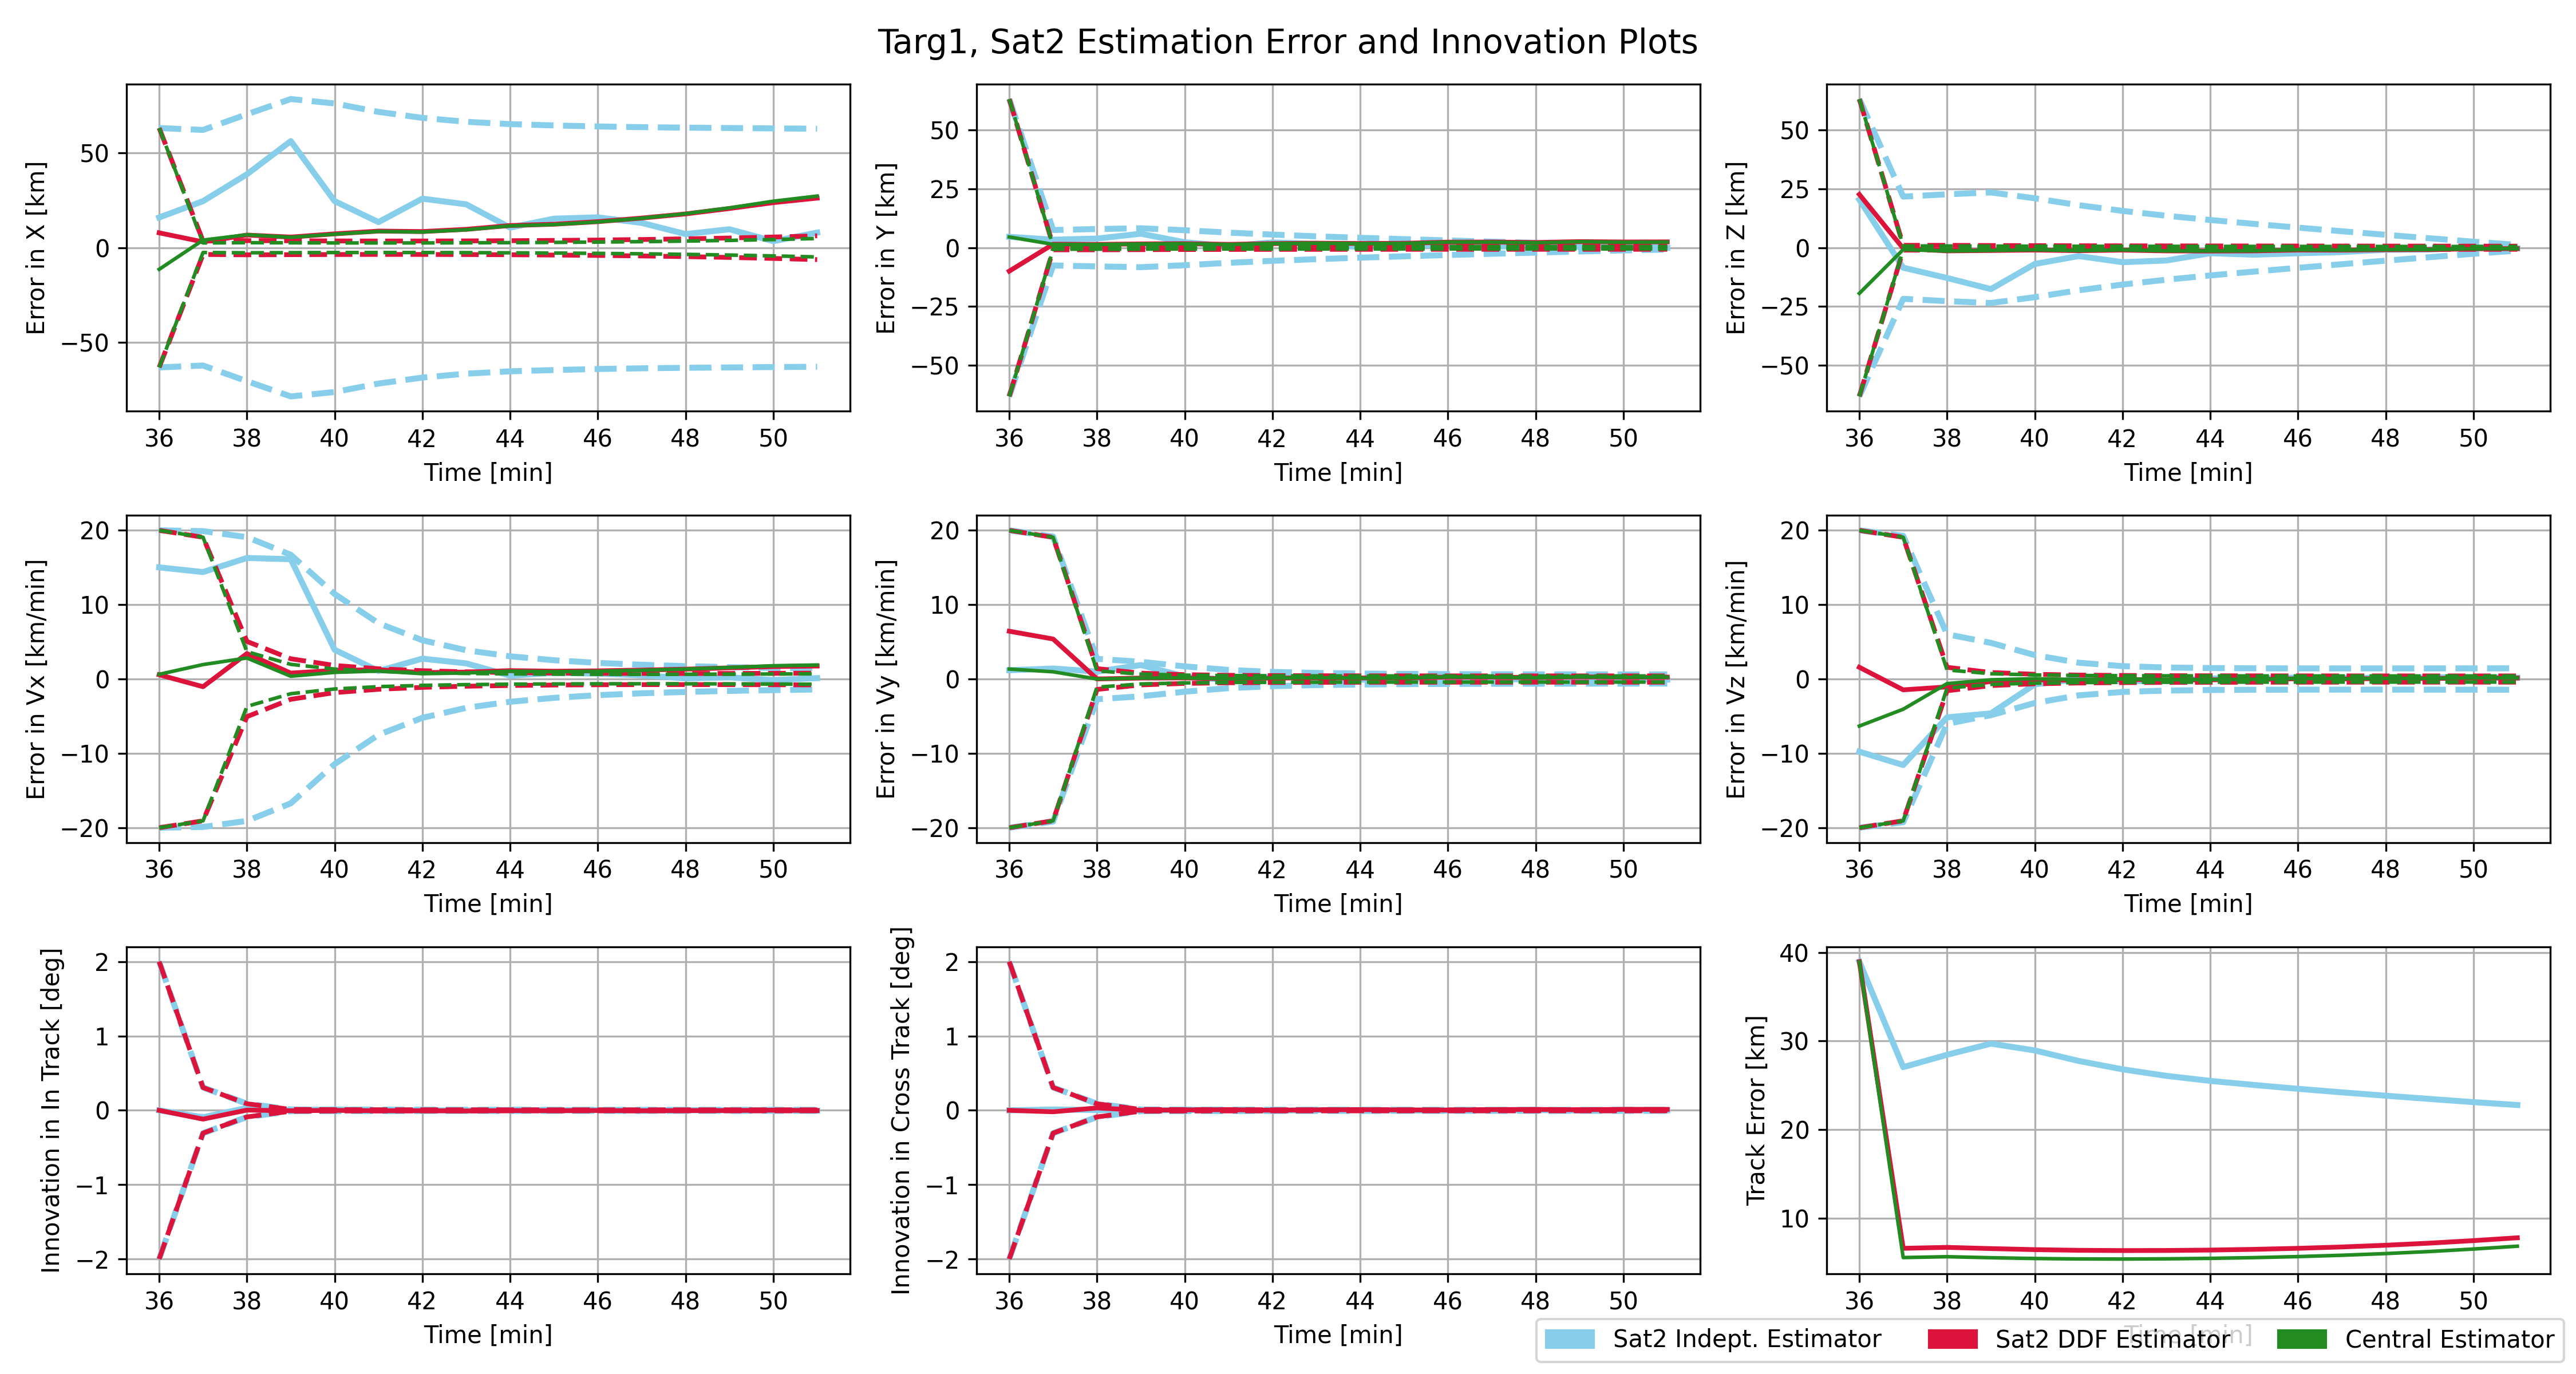 Targ1, Sat2 Estimation Error and Innovation Plots
Error in X [km]
50
0
−50
36 38 40 42 44 46 48 50
Time [min]
Error in Y [km]
50
25
0
−25
−50
36 38 40 42 44 46 48 50
Time [min]
Error in Z [km]
50
25
0
−25
−50
36 38 40 42 44 46 48 50
Time [min]
Error in Vx [km/min]
20
10
0
−10
−20
36 38 40 42 44 46 48 50
Time [min]
Error in Vy [km/min]
20
10
0
−10
−20
36 38 40 42 44 46 48 50
Time [min]
Error in Vz [km/min]
20
10
0
−10
−20
36 38 40 42 44 46 48 50
Time [min]
Innovation in In Track [deg]
2
1
0
−1
−2
36 38 40 42 44 46 48 50
Time [min]
Innovation in Cross Track [deg]
2
1
0
−1
−2
36 38 40 42 44 46 48 50
Time [min]
Track Error [km]
40
30
20
10
36 38 40 42 44 46 48 50
Time [min]
Sat2 Indept. Estimator Sat2 DDF Estimator Central Estimator